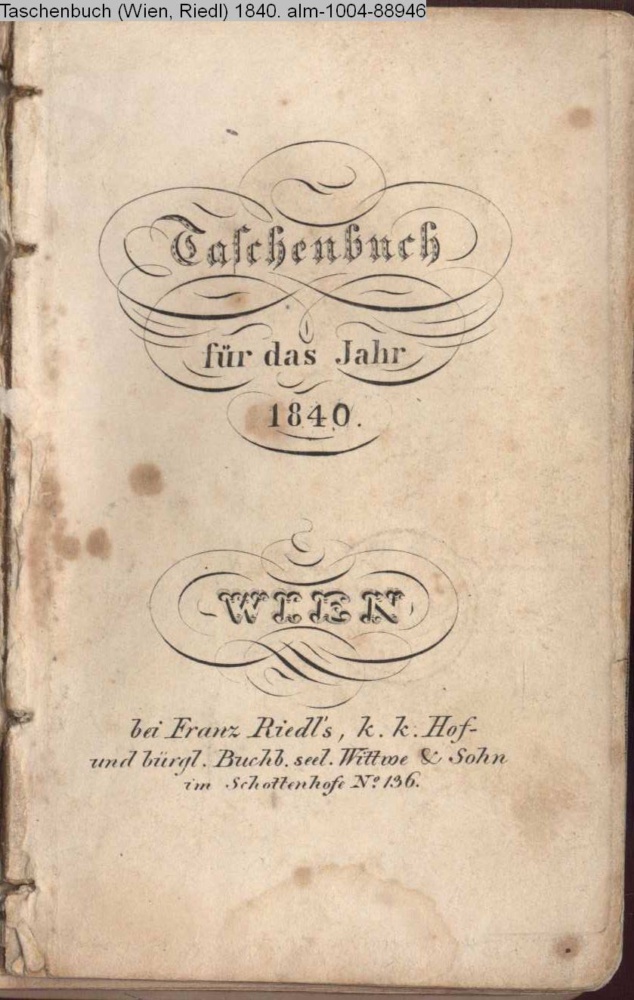 Taschenbuch (Wien, Riedl) 1840. alm-1004-88946
Taſchenbuch
für das Jahr
1840.
WIEN
bei Franz Riedl's, k. k. Hof-
und bürgl. Buchb. seel. Wittwe & Sohn
im Schottenhofe Nº 136.